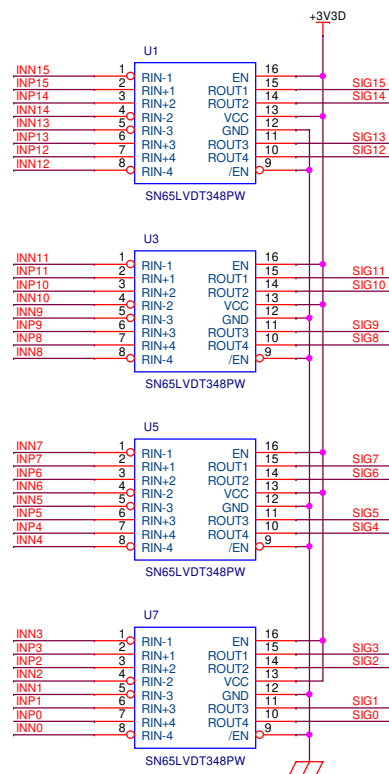 +3V3D
U1
INN15 1 RIN-1 EN 16
INP15 2 RIN+1 ROUT1 15 SIG15
INP14 3 RIN+2 ROUT2 14 SIG14
INN14 4 RIN-2 VCC 13
INN13 5 RIN-3 GND 12
INP13 6 RIN+3 ROUT3 11 SIG13
INP12 7 RIN+4 ROUT4 10 SIG12
INN12 8 RIN-4 /EN 9
SN65LVDT348PW
U3
INN11 1 RIN-1 EN 16
INP11 2 RIN+1 ROUT1 15 SIG11
INP10 3 RIN+2 ROUT2 14 SIG10
INN10 4 RIN-2 VCC 13
INN9 5 RIN-3 GND 12
INP9 6 RIN+3 ROUT3 11 SIG9
INP8 7 RIN+4 ROUT4 10 SIG8
INN8 8 RIN-4 /EN 9
SN65LVDT348PW
U5
INN7 1 RIN-1 EN 16
INP7 2 RIN+1 ROUT1 15 SIG7
INP6 3 RIN+2 ROUT2 14 SIG6
INN6 4 RIN-2 VCC 13
INN5 5 RIN-3 GND 12
INP5 6 RIN+3 ROUT3 11 SIG5
INP4 7 RIN+4 ROUT4 10 SIG4
INN4 8 RIN-4 /EN 9
SN65LVDT348PW
U7
INN3 1 RIN-1 EN 16
INP3 2 RIN+1 ROUT1 15 SIG3
INP2 3 RIN+2 ROUT2 14 SIG2
INN2 4 RIN-2 VCC 13
INN1 5 RIN-3 GND 12
INP1 6 RIN+3 ROUT3 11 SIG1
INP0 7 RIN+4 ROUT4 10 SIG0
INN0 8 RIN-4 /EN 9
SN65LVDT348PW